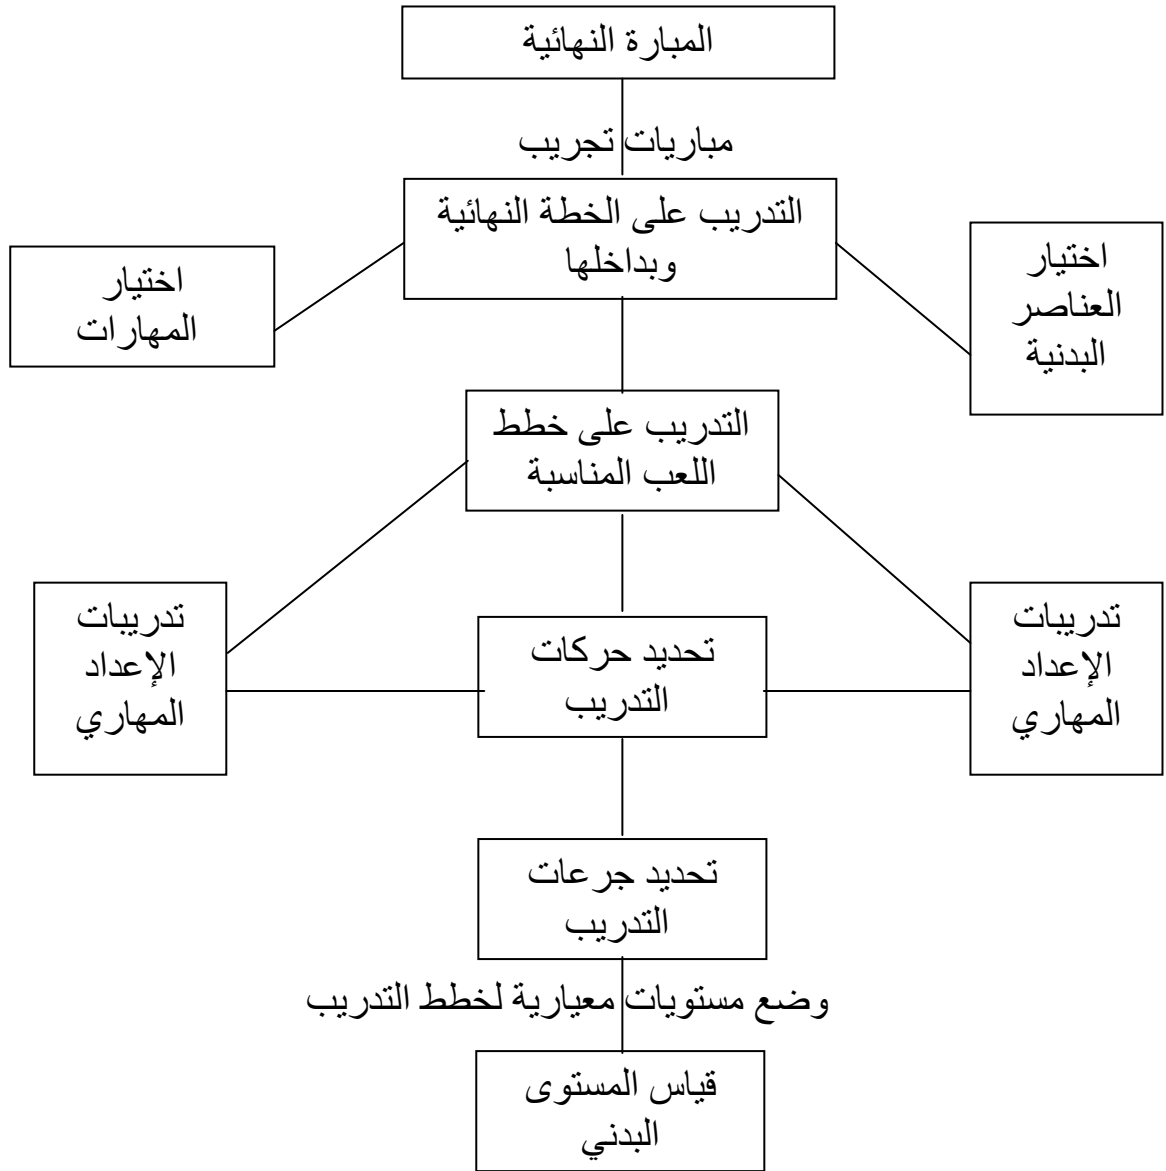 المبارة النهائية
مباريات تجريب
التدريب على الخطة النهائية
وبداخلها
اختيار
العناصر
البدنية
اختيار
المهارات
التدريب على خطط
اللعب المناسبة
تدريبات
الإعداد
المهاري
تحديد حركات
التدريب
تدريبات
الإعداد
المهاري
تحديد جرعات
التدريب
وضع مستويات معيارية لخطط التدريب
قياس المستوى
البدني